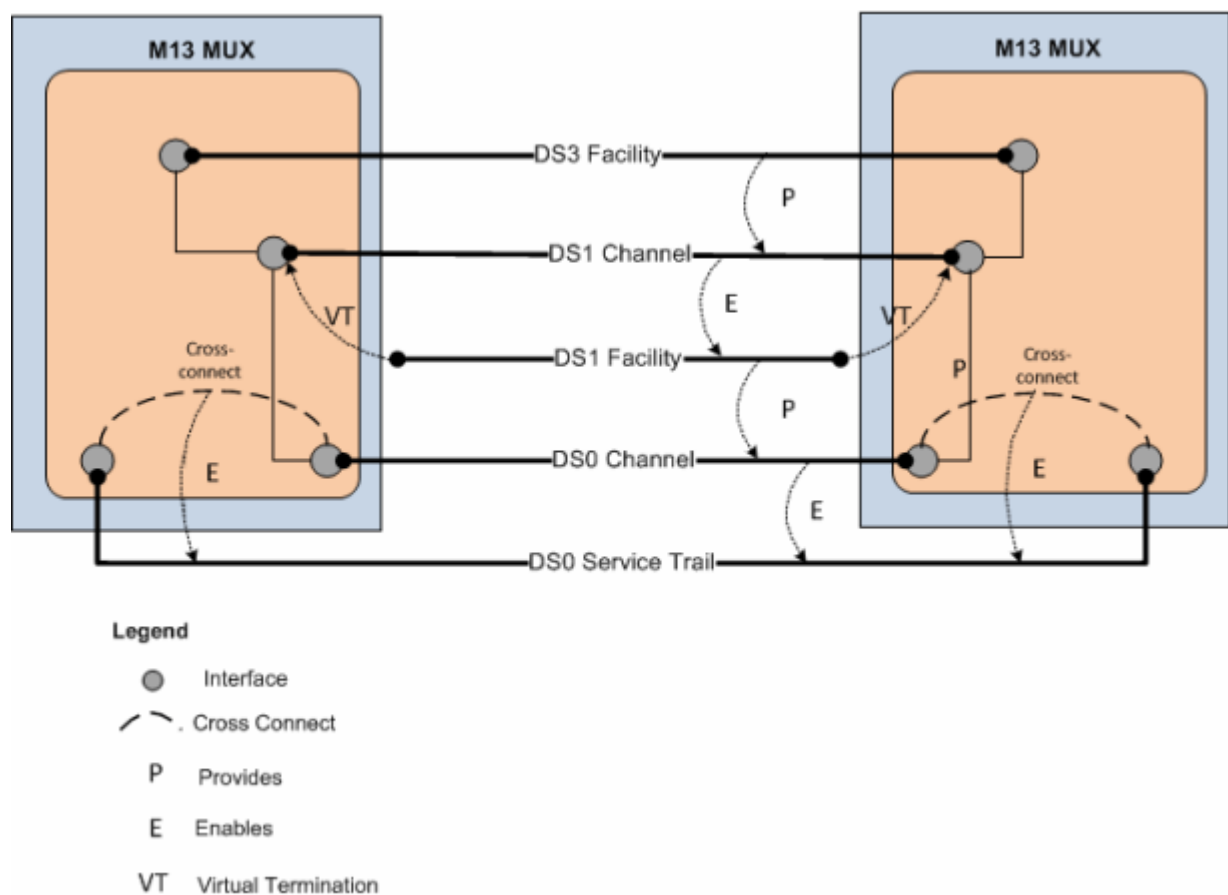 M13 MUX
M13 MUX
DS3 Facility
P
DS1 Channel
E
VT
VT
DS1 Facility
Cross-
connect
P
P
Cross-
connect
DS0 Channel
E
E
E
DS0 Service Trail
Legend
Interface
Cross Connect
P Provides
E Enables
VT Virtual Termination